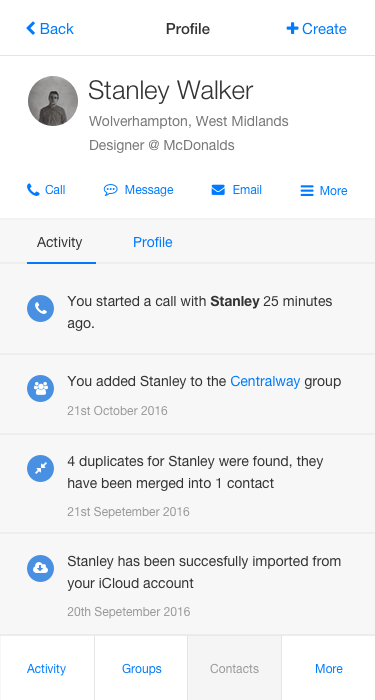 Back Profile Create
Stanley Walker
Wolverhampton, West Midlands
Designer @ McDonalds
Call Message Email More
Activity Profile
You started a call with Stanley 25 minutes
ago.
You added Stanley to the Centralway group
21st October 2016
4 duplicates for Stanley were found, they
have been merged into 1 contact
21st Sepetember 2016
Stanley has been succesfully imported from
your iCloud account
20th Sepetember 2016
Activity Groups Contacts More